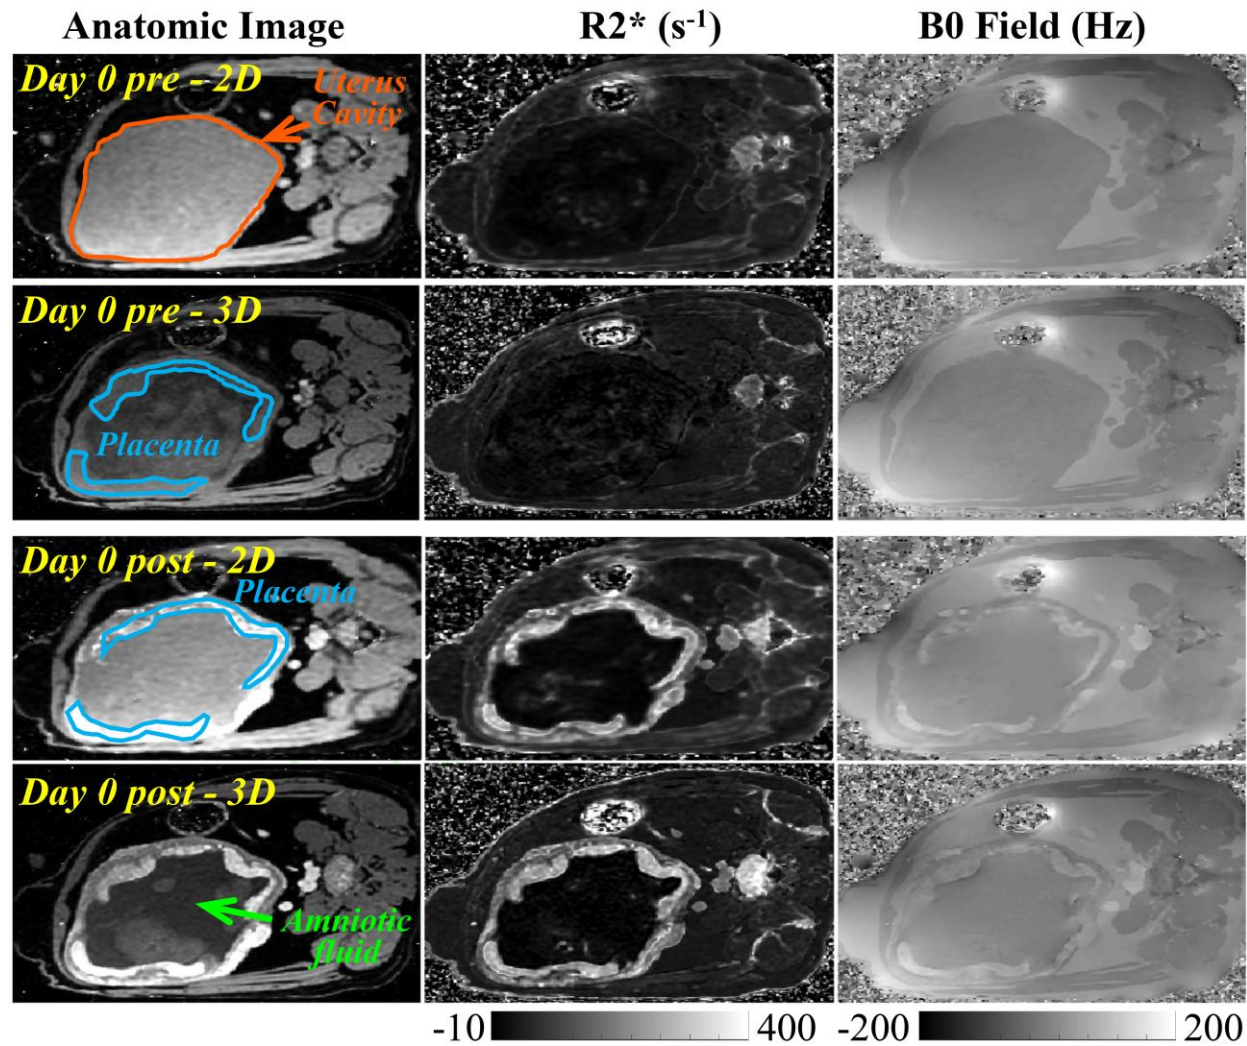 Anatomic Image
R2* (s-1)
B0 Field (Hz)
Day 0 pre - 2D
Uterus
Cavity
Day 0 pre - 3D
Placenta
Day 0 post - 2D
Placenta
Day 0 post - 3D
Amniotic
fluid
-10 400
-200 200